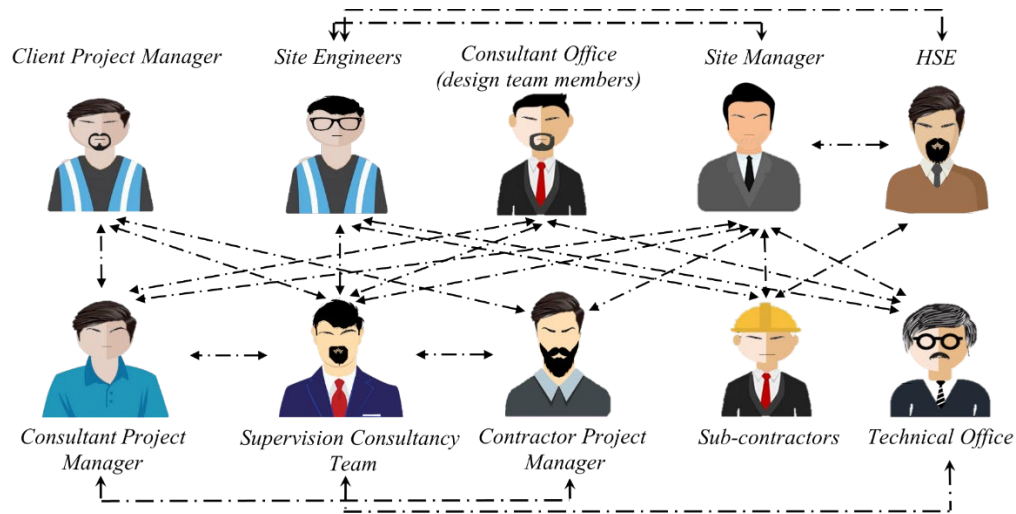 Client Project Manager
Site Engineers
Consultant Office
(design team members)
Site Manager
HSE
Consultant Project
Manager
Supervision Consultancy
Team
Contractor Project
Manager
Sub-contractors
Technical Office